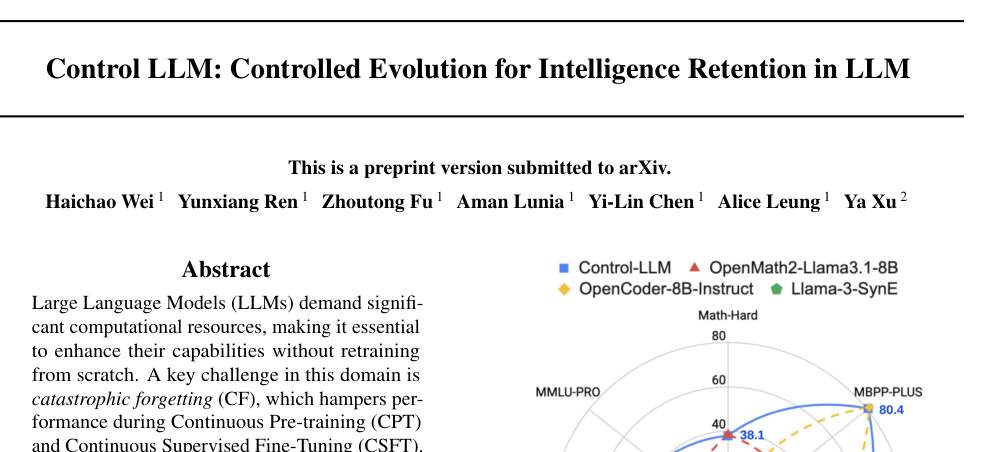 Control LLM: Controlled Evolution for Intelligence Retention in LLM
This is a preprint version submitted to arXiv.
Haichao Wei 1 Yunxiang Ren 1 Zhoutong Fu 1 Aman Lunia 1 Yi-Lin Chen 1 Alice Leung 1 Ya Xu 2
Abstract
Large Language Models (LLMs) demand signifi-
cant computational resources, making it essential
to enhance their capabilities without retraining
from scratch. A key challenge in this domain is
catastrophic forgetting (CF), which hampers per-
formance during Continuous Pre-training (CPT)
and Continuous Supervised Fine-Tuning (CSFT).
Control-LLM OpenMath2-Llama3.1-8B
OpenCoder-8B-Instruct Llama-3-SynE
Math-Hard
80
MMLU-PRO
60
MBPP-PLUS
80.4
40
38.1